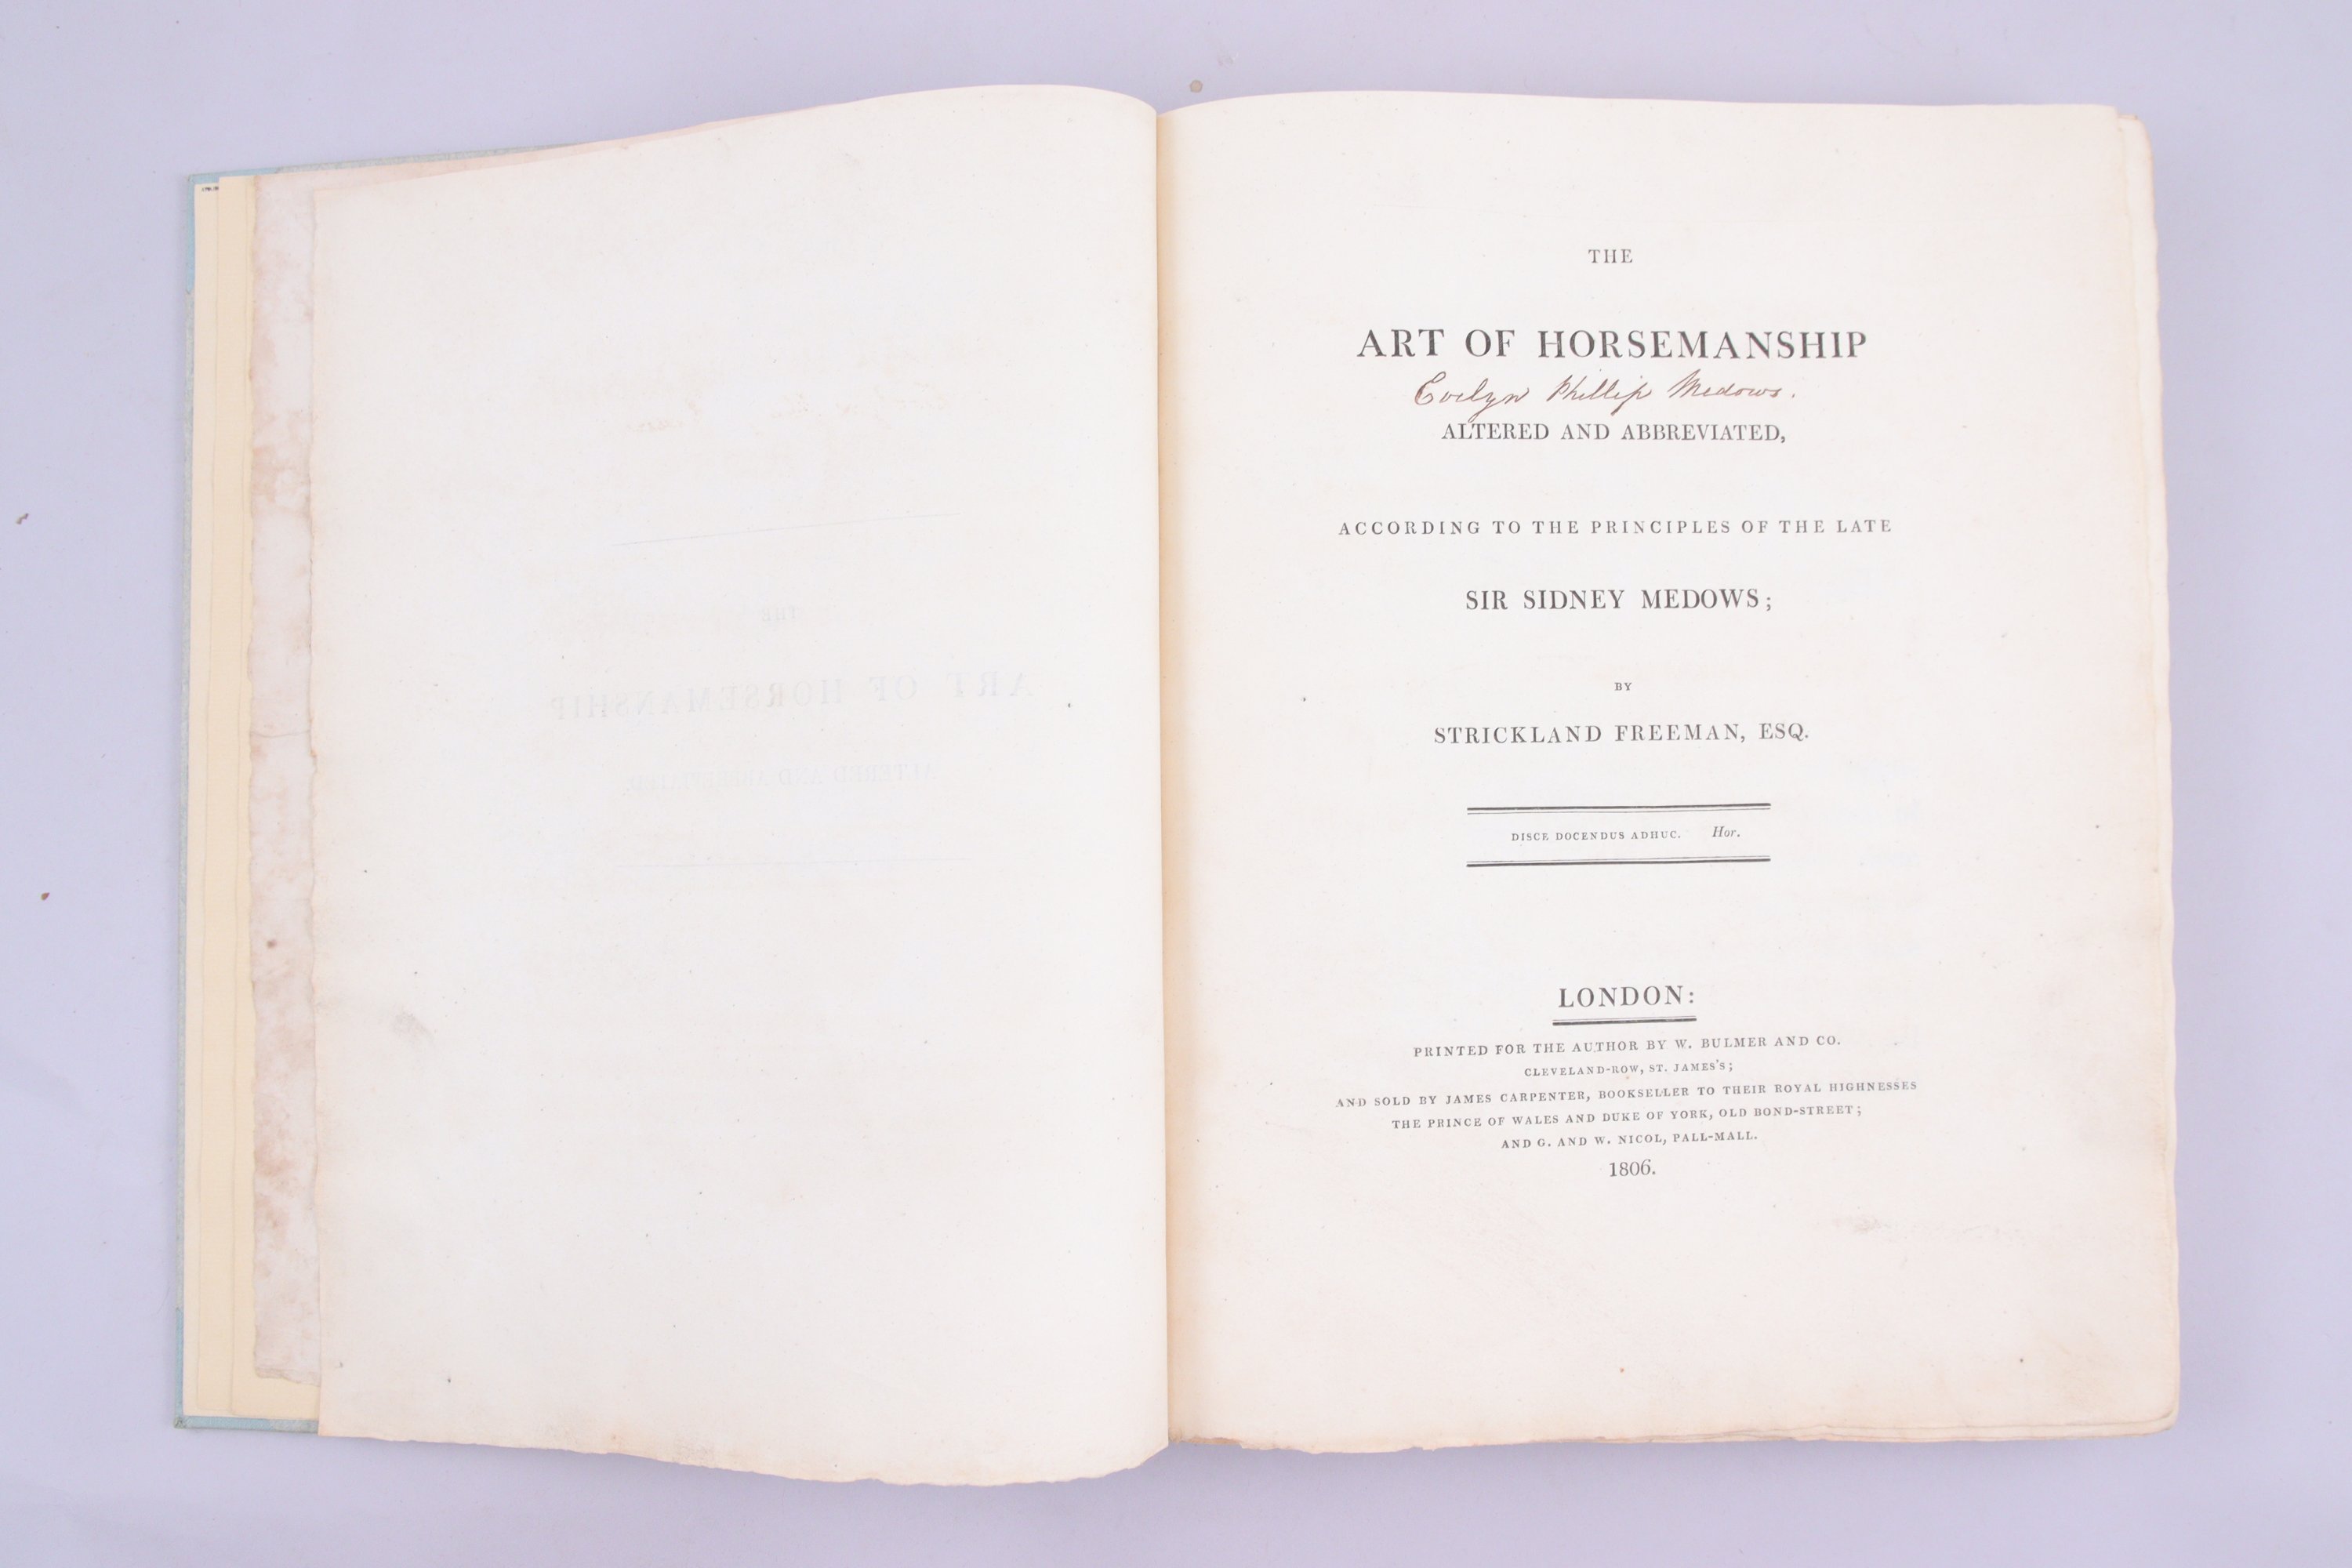 THE
ART OF HORSEMANSHIP
Evelyn Phillip Medows.
ALTERED AND ABBREVIATED,
ACCORDING TO THE PRINCIPLES OF THE LATE
SIR SIDNEY MEDOWS;
BY
STRICKLAND FREEMAN, ESQ.
DISCE DOCENDUS ADHUC. Hor.
LONDON:
PRINTED FOR THE AUTHOR BY W. BULMER AND CO.
CLEVELAND-ROW, ST. JAMES'S;
AND SOLD BY JAMES CARPENTER, BOOKSELLER TO THEIR ROYAL HIGHNESSES
THE PRINCE OF WALES AND DUKE OF YORK, OLD BOND-STREET;
AND G. AND W. NICOL, PALL-MALL.
1806.